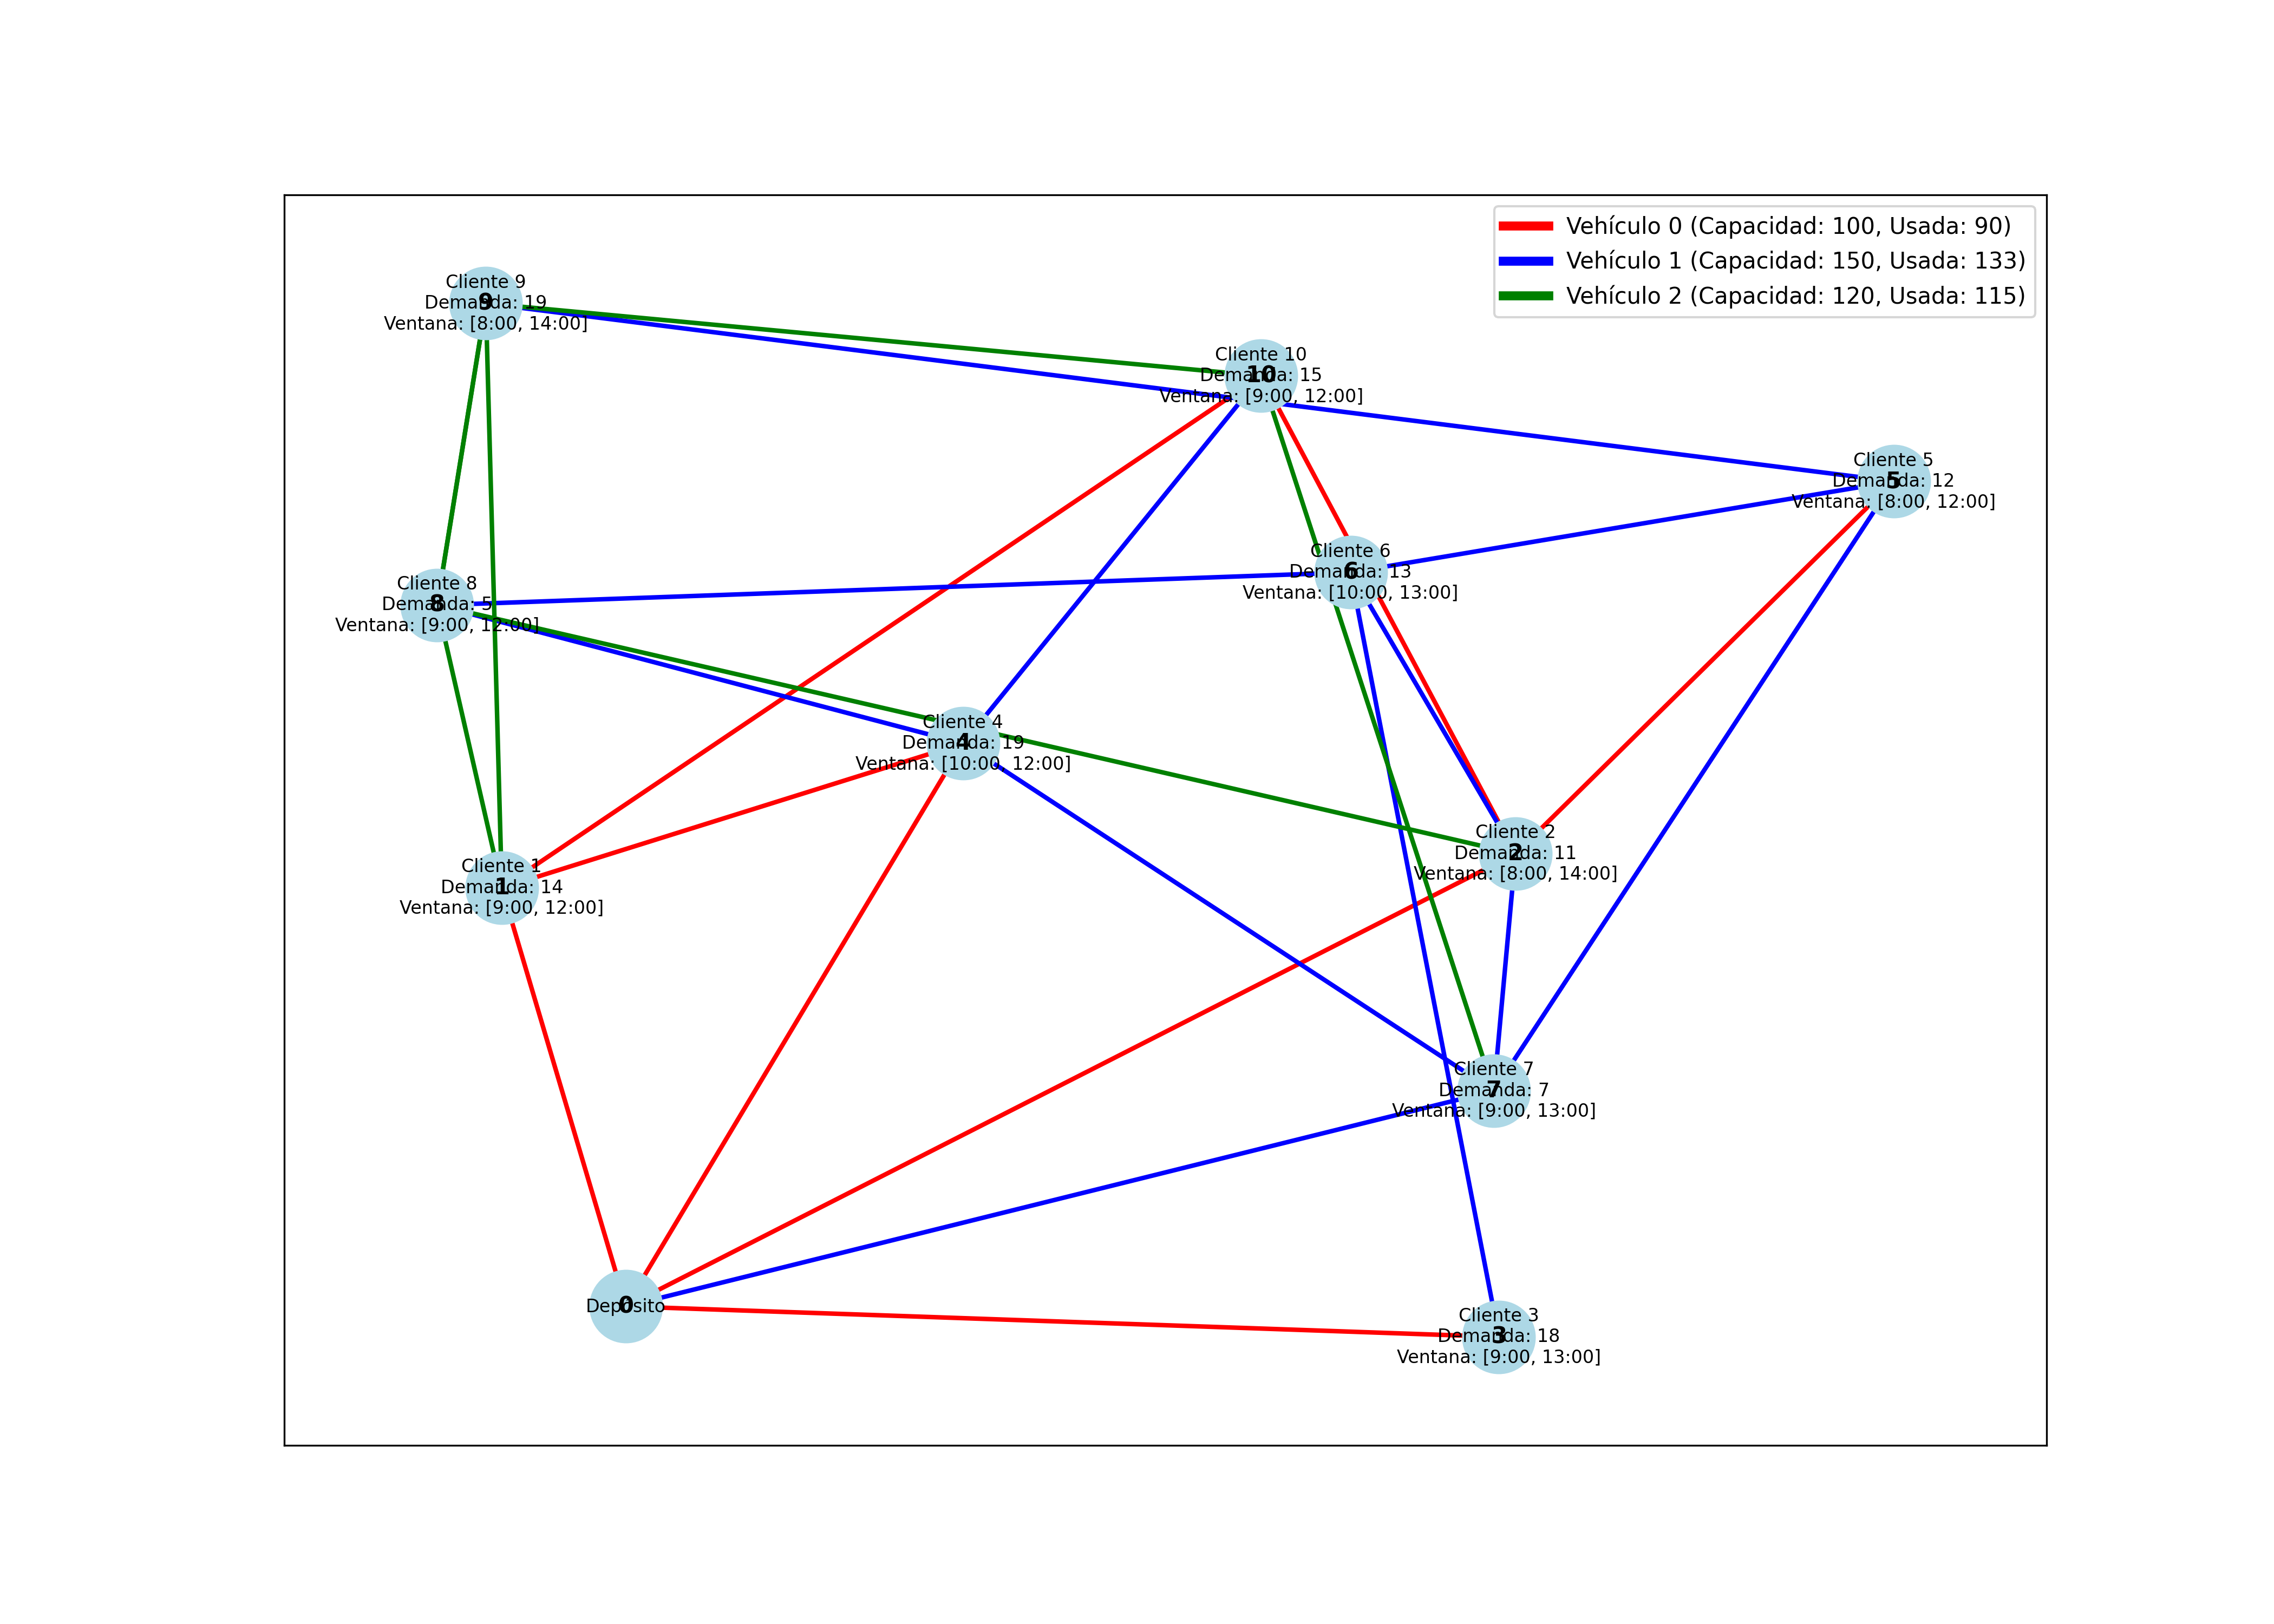 Vehículo 0 (Capacidad: 100, Usada: 90)
Vehículo 1 (Capacidad: 150, Usada: 133)
Vehículo 2 (Capacidad: 120, Usada: 115)
Cliente 9
Demanda: 19
9
Ventana: [8:00, 14:00]
Cliente 10
Demanda: 15
10
Ventana: [9:00, 12:00]
Cliente 5
Demanda: 12
5
Ventana: [8:00, 12:00]
Cliente 6
Demanda: 13
6
Ventana: [10:00, 13:00]
Cliente 8
Demanda: 5
8
Ventana: [9:00, 12:00]
Cliente 4
Demanda: 19
4
Ventana: [10:00, 12:00]
Cliente 2
Demanda: 11
2
Ventana: [8:00, 14:00]
Cliente 1
Demanda: 14
1
Ventana: [9:00, 12:00]
Cliente 7
Demanda: 7
7
Ventana: [9:00, 13:00]
Depósito
0
Cliente 3
Demanda: 18
3
Ventana: [9:00, 13:00]